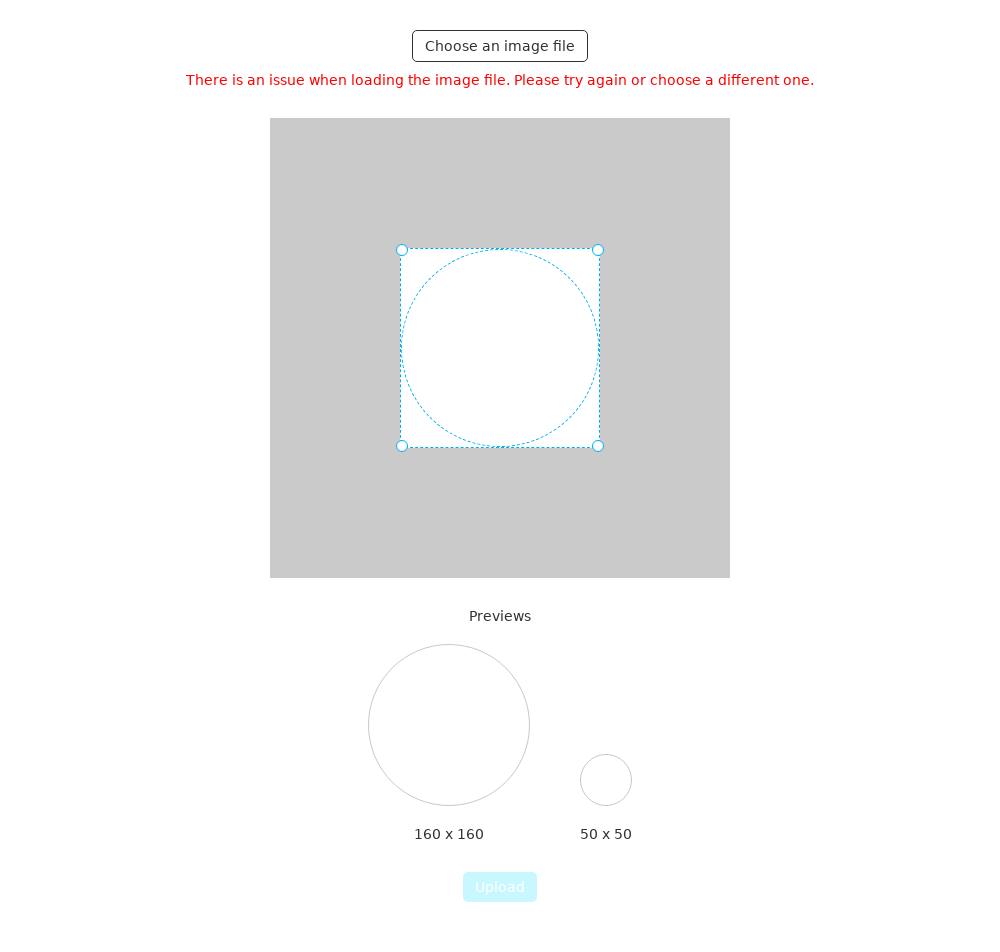 Choose an image file
There is an issue when loading the image file. Please try again or choose a different one.
Previews
160 x 160
50 x 50
Upload